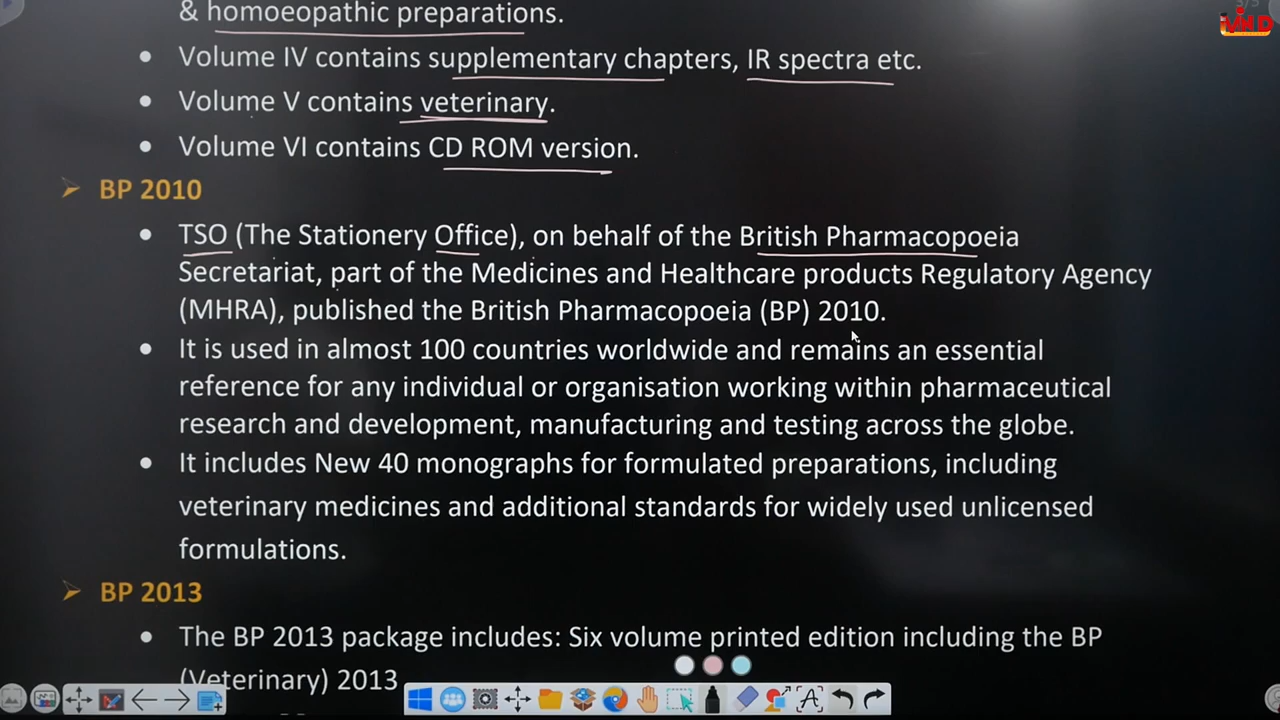 & homoeopathic preparations.
• Volume IV contains supplementary chapters, IR spectra etc.
• Volume V contains veterinary.
• Volume VI contains CD ROM version.
➢ BP 2010
• TSO (The Stationery Office), on behalf of the British Pharmacopoeia
Secretariat, part of the Medicines and Healthcare products Regulatory Agency
(MHRA), published the British Pharmacopoeia (BP) 2010.
• It is used in almost 100 countries worldwide and remains an essential
reference for any individual or organisation working within pharmaceutical
research and development, manufacturing and testing across the globe.
• It includes New 40 monographs for formulated preparations, including
veterinary medicines and additional standards for widely used unlicensed
formulations.
➢ BP 2013
• The BP 2013 package includes: Six volume printed edition including the BP
(Veterinary) 2013